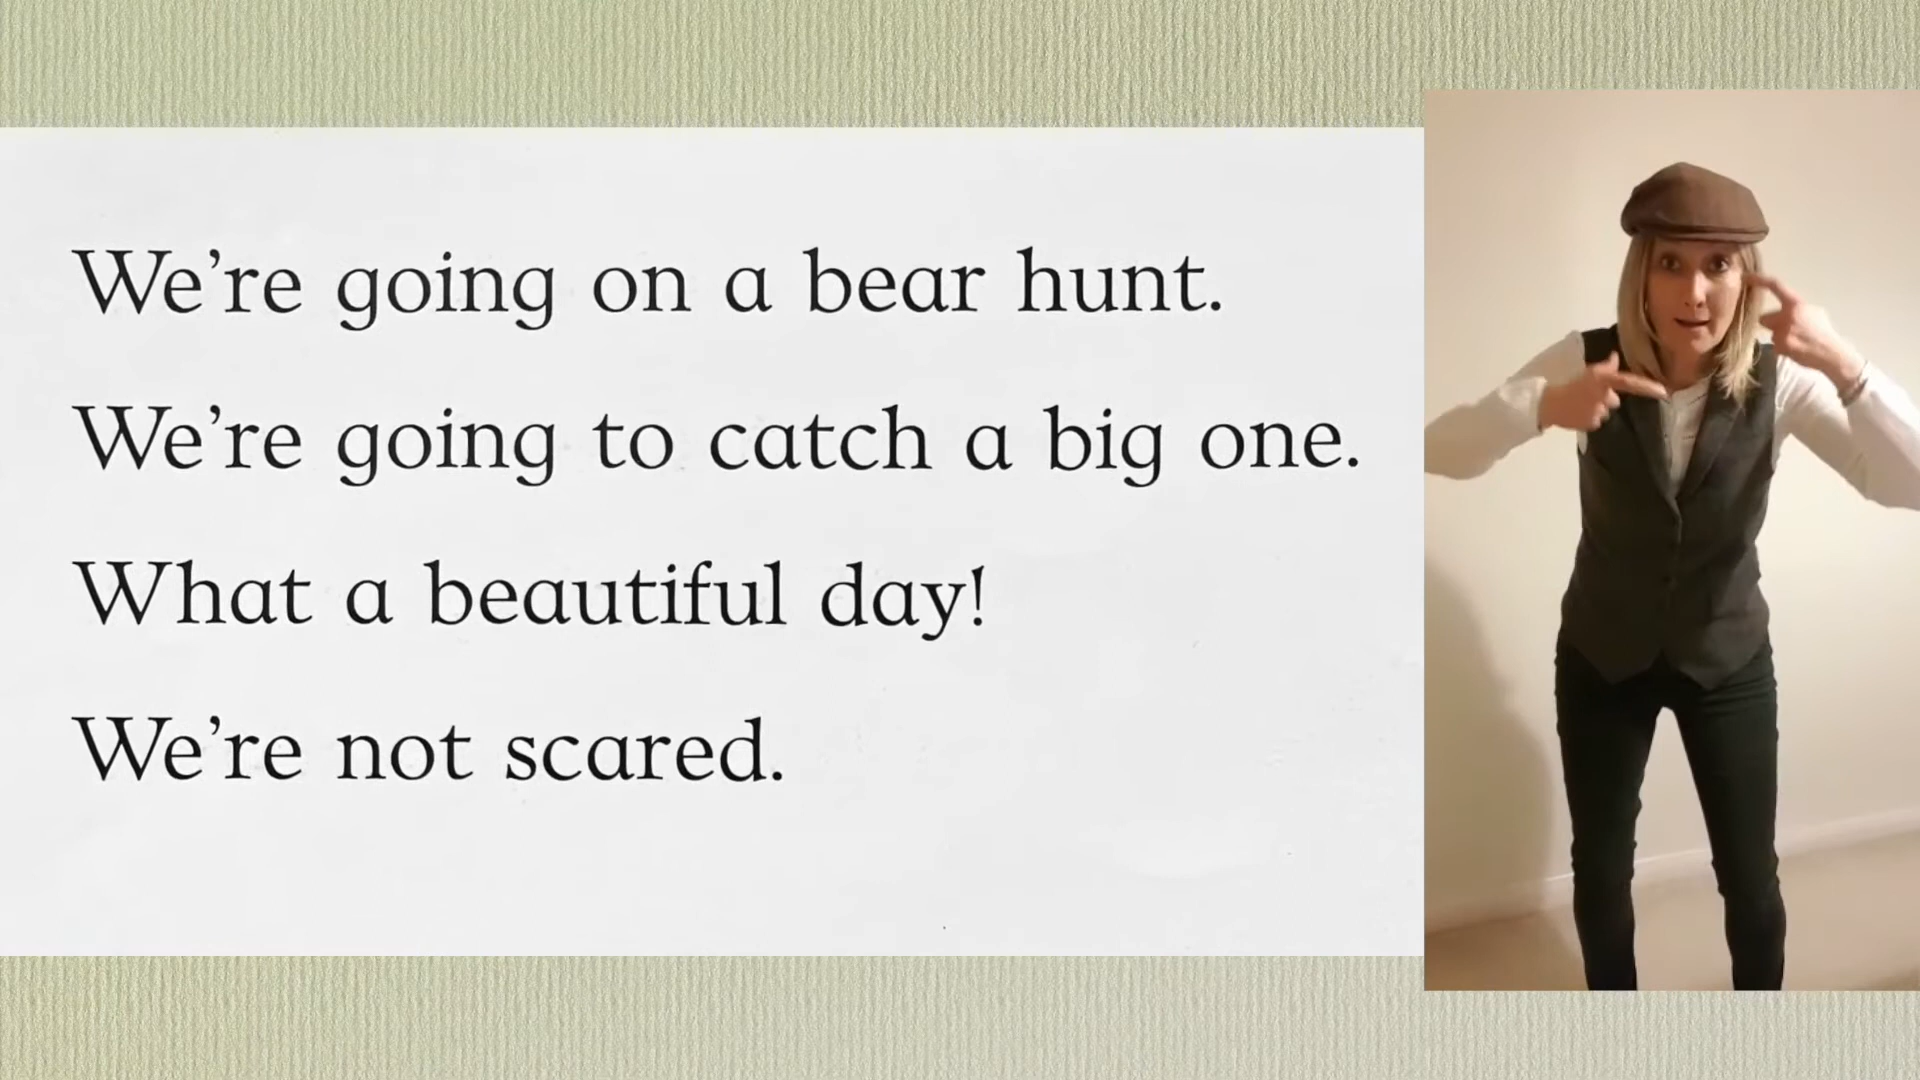 We're going on a bear hunt.
We're going to catch a big one.
What a beautiful day!
We're not scared.